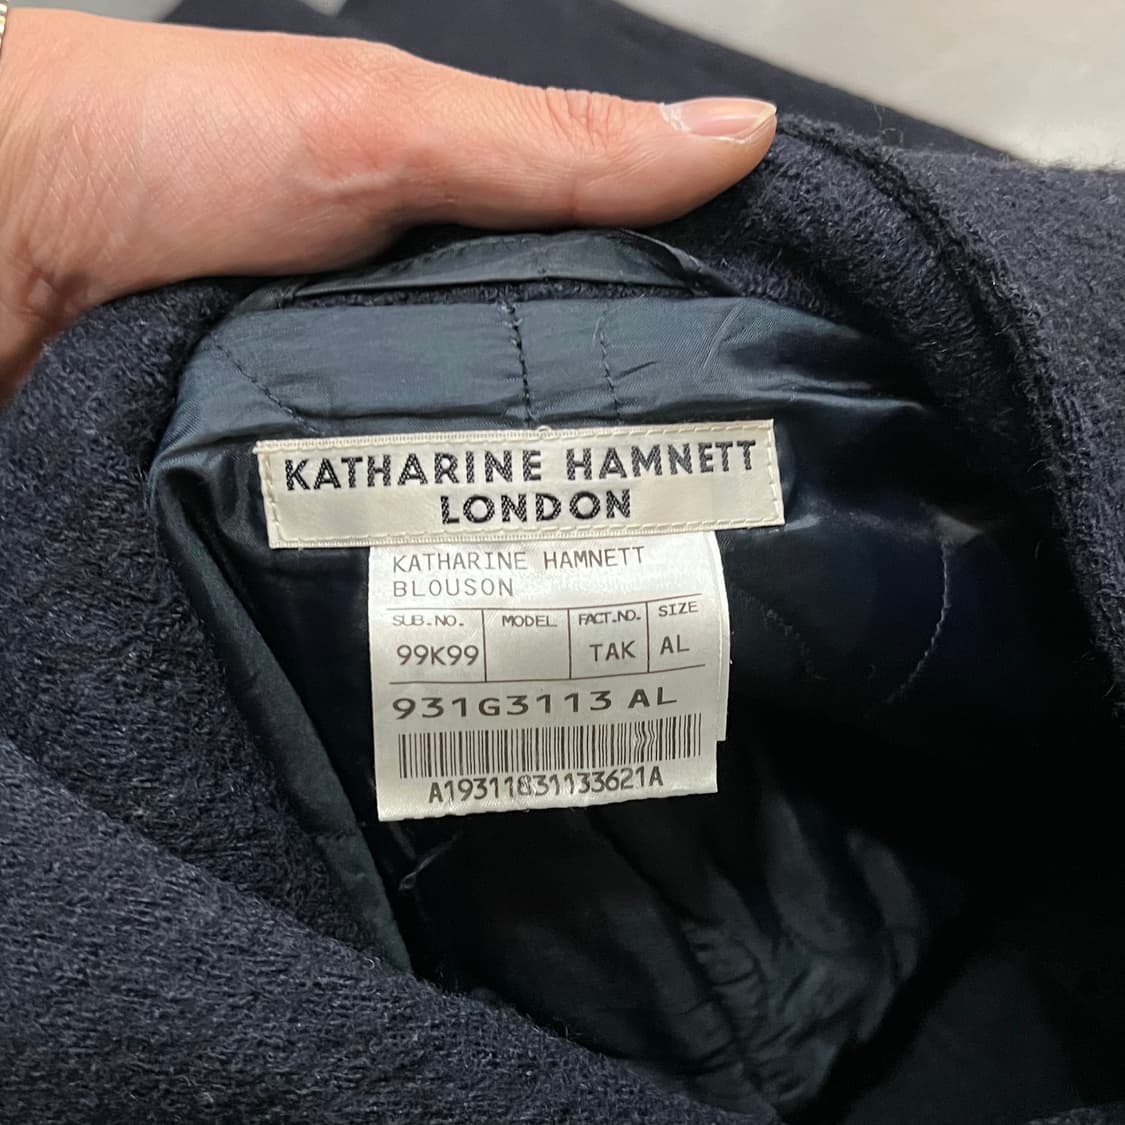 KATHARINE HAMNETT
LONDON
KATHARINE HAMNETT
BLOUSON
SUB.NO. MODEL FACT.NO. SIZE
99K99 TAK AL
931G3113 AL
A19311831133621A